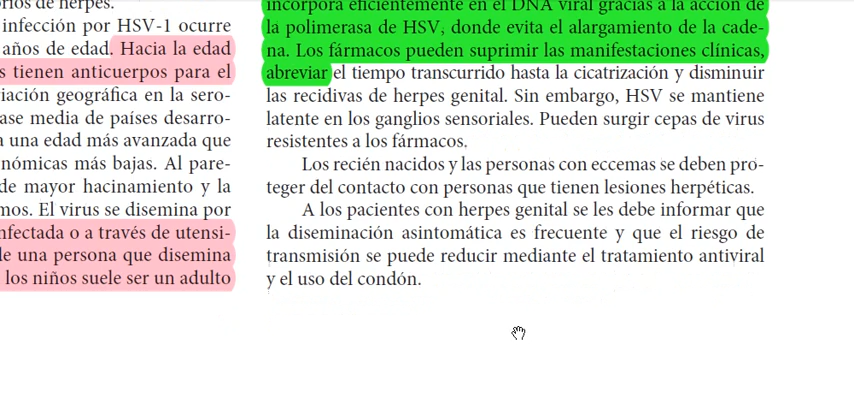 orios de herpes.
infección por HSV-1 ocurre
años de edad. Hacia la edad
s tienen anticuerpos para el
iación geográfica en la sero-
ase media de países desarro-
a una edad más avanzada que
nómicas más bajas. Al pare-
de mayor hacinamiento y la
mos. El virus se disemina por
nfectada o a través de utensi-
le una persona que disemina
los niños suele ser un adulto
incorpora eficientemente en el DNA viral gracias a la acción de
la polimerasa de HSV, donde evita el alargamiento de la cade-
na. Los fármacos pueden suprimir las manifestaciones clínicas,
abreviar el tiempo transcurrido hasta la cicatrización y disminuir
las recidivas de herpes genital. Sin embargo, HSV se mantiene
latente en los ganglios sensoriales. Pueden surgir cepas de virus
resistentes a los fármacos.
Los recién nacidos y las personas con eccemas se deben pro-
teger del contacto con personas que tienen lesiones herpéticas.
A los pacientes con herpes genital se les debe informar que
la diseminación asintomática es frecuente y que el riesgo de
transmisión se puede reducir mediante el tratamiento antiviral
y el uso del condón.